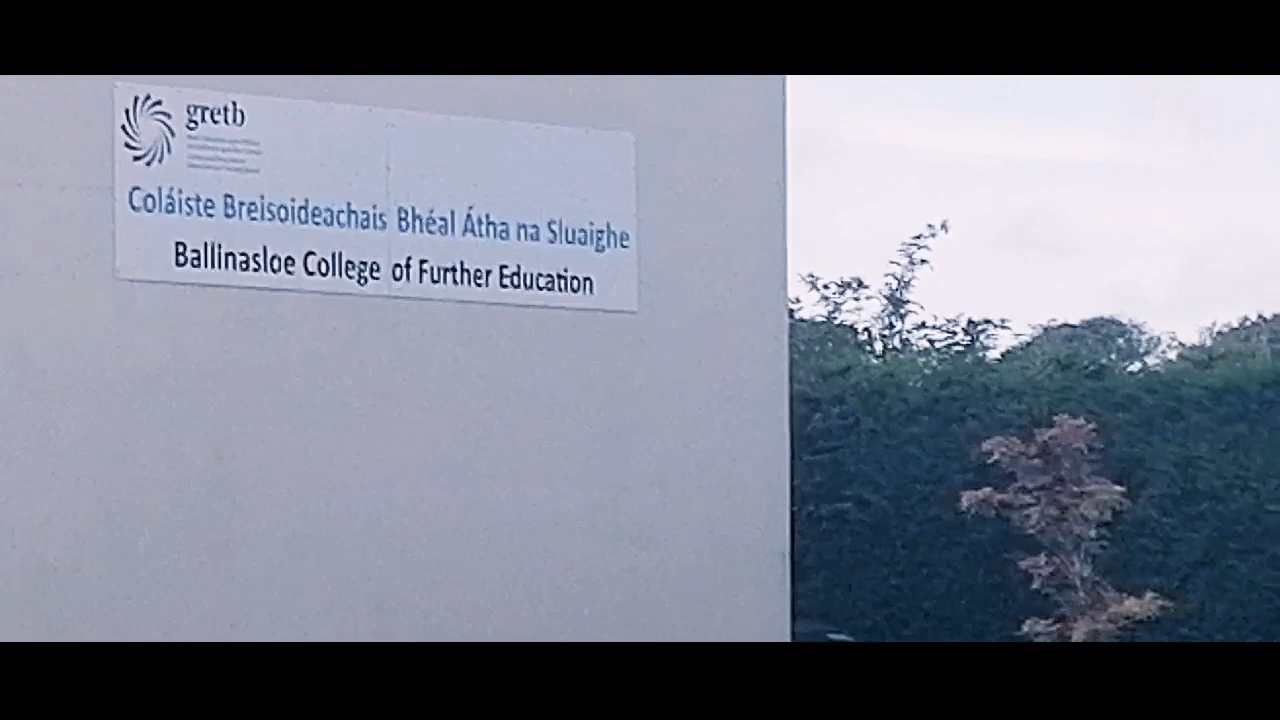 gretb
Coláiste Breisoideachais Bhéal Átha na Sluaighe
Ballinasloe College of Further Education